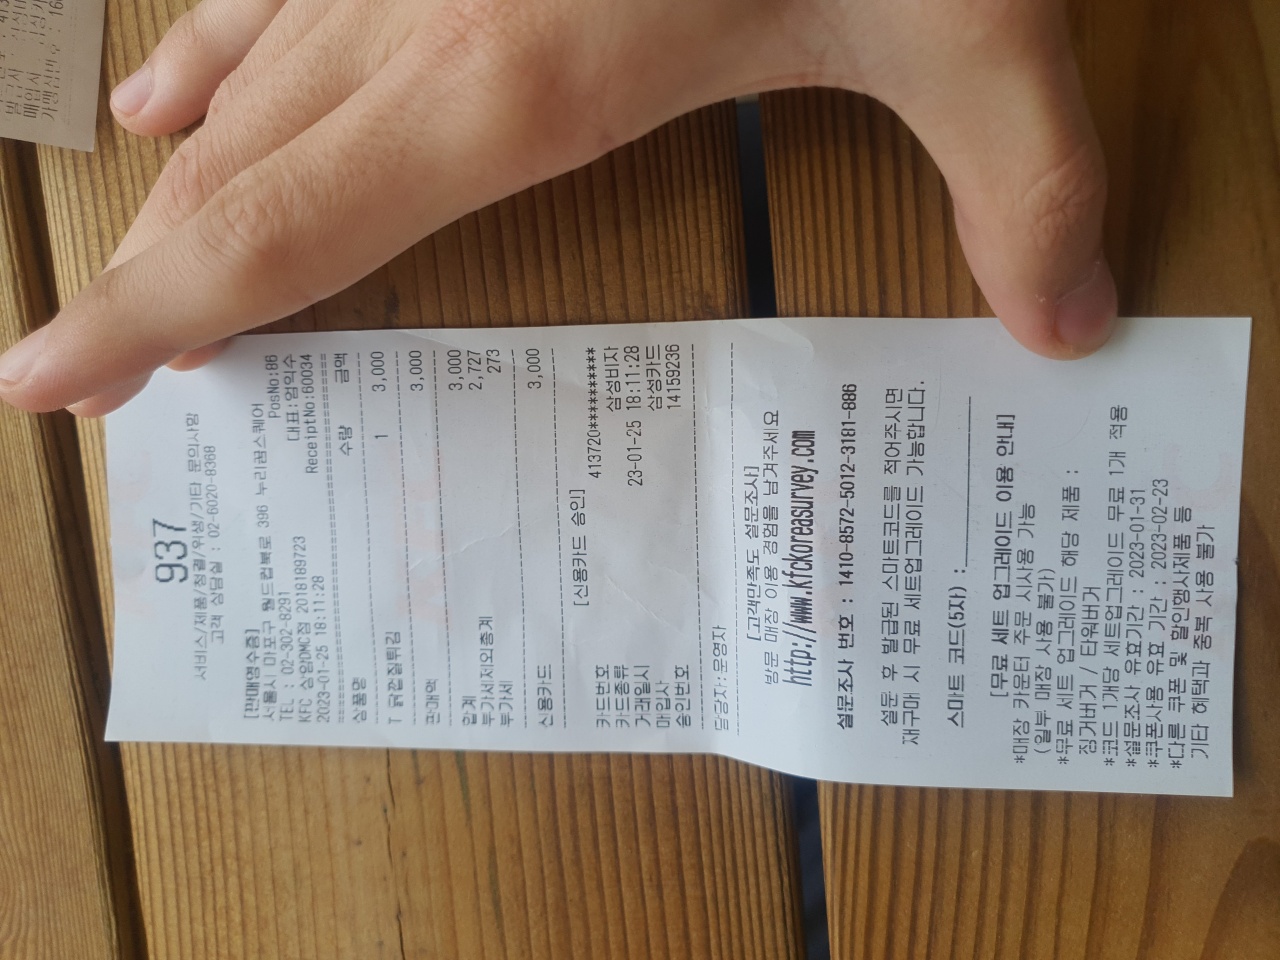 937
서비스/제품/청결/위생/기타 문의사항
고객 상담실 : 02-6020-8368
[판매영수증] PosNo:86
서울시 마포구 월드컵북로 396 누리꿈스퀘어
TEL : 02-302-8291 대표:엄익수
KFC 상암DMC점 2018189723
2023-01-25 18:11:28 ReceiptNo:60034
상품명 수량 금액
T 닭껍질튀김 1 3,000
판매액 3,000
합계 3,000
부가세제외총계 2,727
부가세 273
신용카드 3,000
[신용카드 승인]
카드번호 413720**********
카드종류 삼성비자
거래일시 23-01-25 18:11:28
매입사 삼성카드
승인번호 14159236
담당자:운영자
[고객만족도 설문조사]
방문 매장 이용 경험을 남겨주세요
http://www.kfckoreasurvey.com
설문조사 번호 : 1410-8572-5012-3181-886
설문 후 발급된 스마트코드를 적어주시면
재구매 시 무료 세트업그레이드 가능합니다.
스마트 코드(5자) :
[무료 세트 업그레이드 이용 안내]
*매장 카운터 주문 시사용 가능
(일부 매장 사용 불가)
*무료 세트 업그레이드 해당 제품 :
징거버거 / 타워버거
*코드 1개당 세트업그레이드 무료 1개 적용
*설문조사 유효기간 : 2023-01-31
*쿠폰사용 유효 기간 : 2023-02-23
*다른 쿠폰 및 할인행사제품 등
기타 혜택과 중복 사용 불가